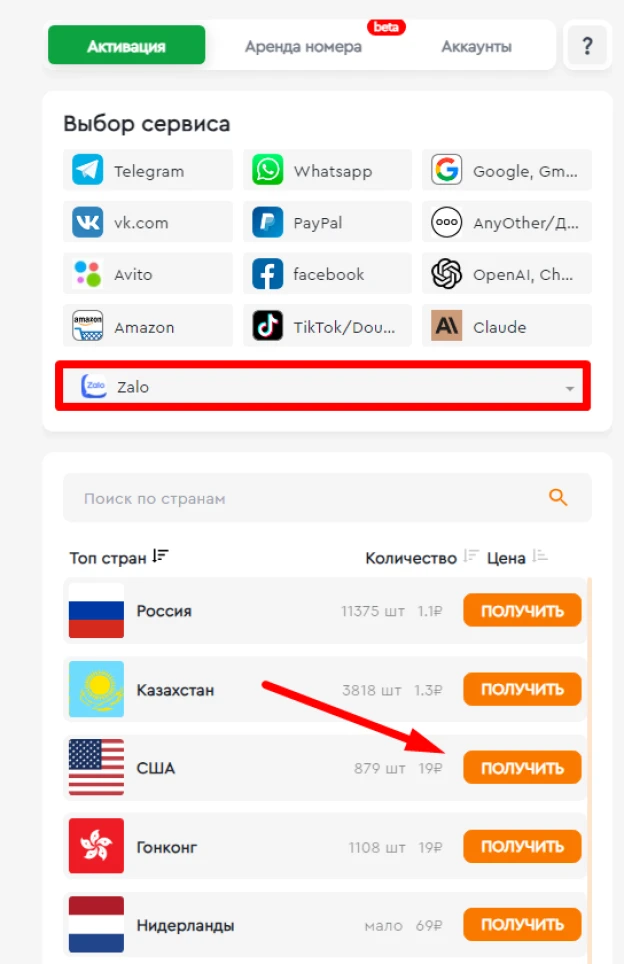 beta
Активация Аренда номера Аккаунты ?
Выбор сервиса
Telegram Whatsapp Google, Gm...
vk.com PayPal AnyOther/Д...
Avito facebook OpenAI, Ch...
amazon Amazon TikTok/Dou... Claude
Zalo Zalo
Поиск по странам
Топ стран Количество Цена
Россия 11375 шт 1.1₽ ПОЛУЧИТЬ
Казахстан 3818 шт 1.3₽ ПОЛУЧИТЬ
США 879 шт 19₽ ПОЛУЧИТЬ
Гонконг 1108 шт 19₽ ПОЛУЧИТЬ
Нидерланды мало 69₽ ПОЛУЧИТЬ